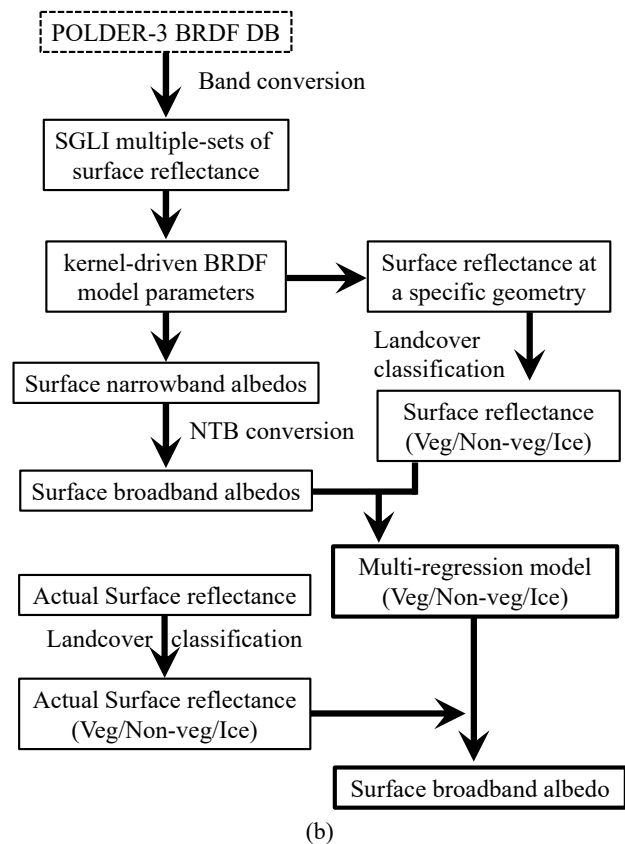 POLDER-3 BRDF DB
Band conversion
SGLI multiple-sets of
surface reflectance
kernel-driven BRDF
model parameters
Surface reflectance at
a specific geometry
Landcover
classification
Surface narrowband albedos
NTB conversion
Surface reflectance
(Veg/Non-veg/Ice)
Surface broadband albedos
Multi-regression model
(Veg/Non-veg/Ice)
Actual Surface reflectance
Landcover classification
Actual Surface reflectance
(Veg/Non-veg/Ice)
Surface broadband albedo
(b)